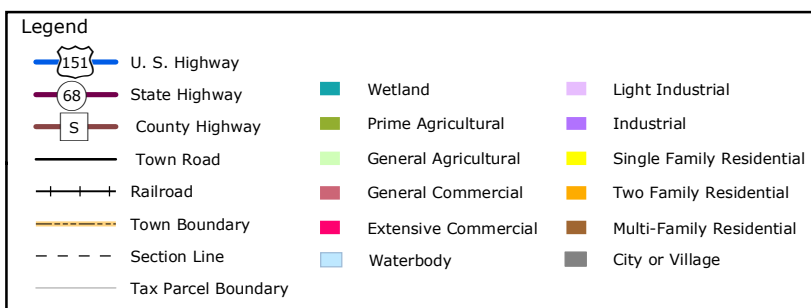 Legend
151 U. S. Highway
68 State Highway
S County Highway
Town Road
Railroad
Town Boundary
Section Line
Tax Parcel Boundary
Wetland
Prime Agricultural
General Agricultural
General Commercial
Extensive Commercial
Waterbody
Light Industrial
Industrial
Single Family Residential
Two Family Residential
Multi-Family Residential
City or Village